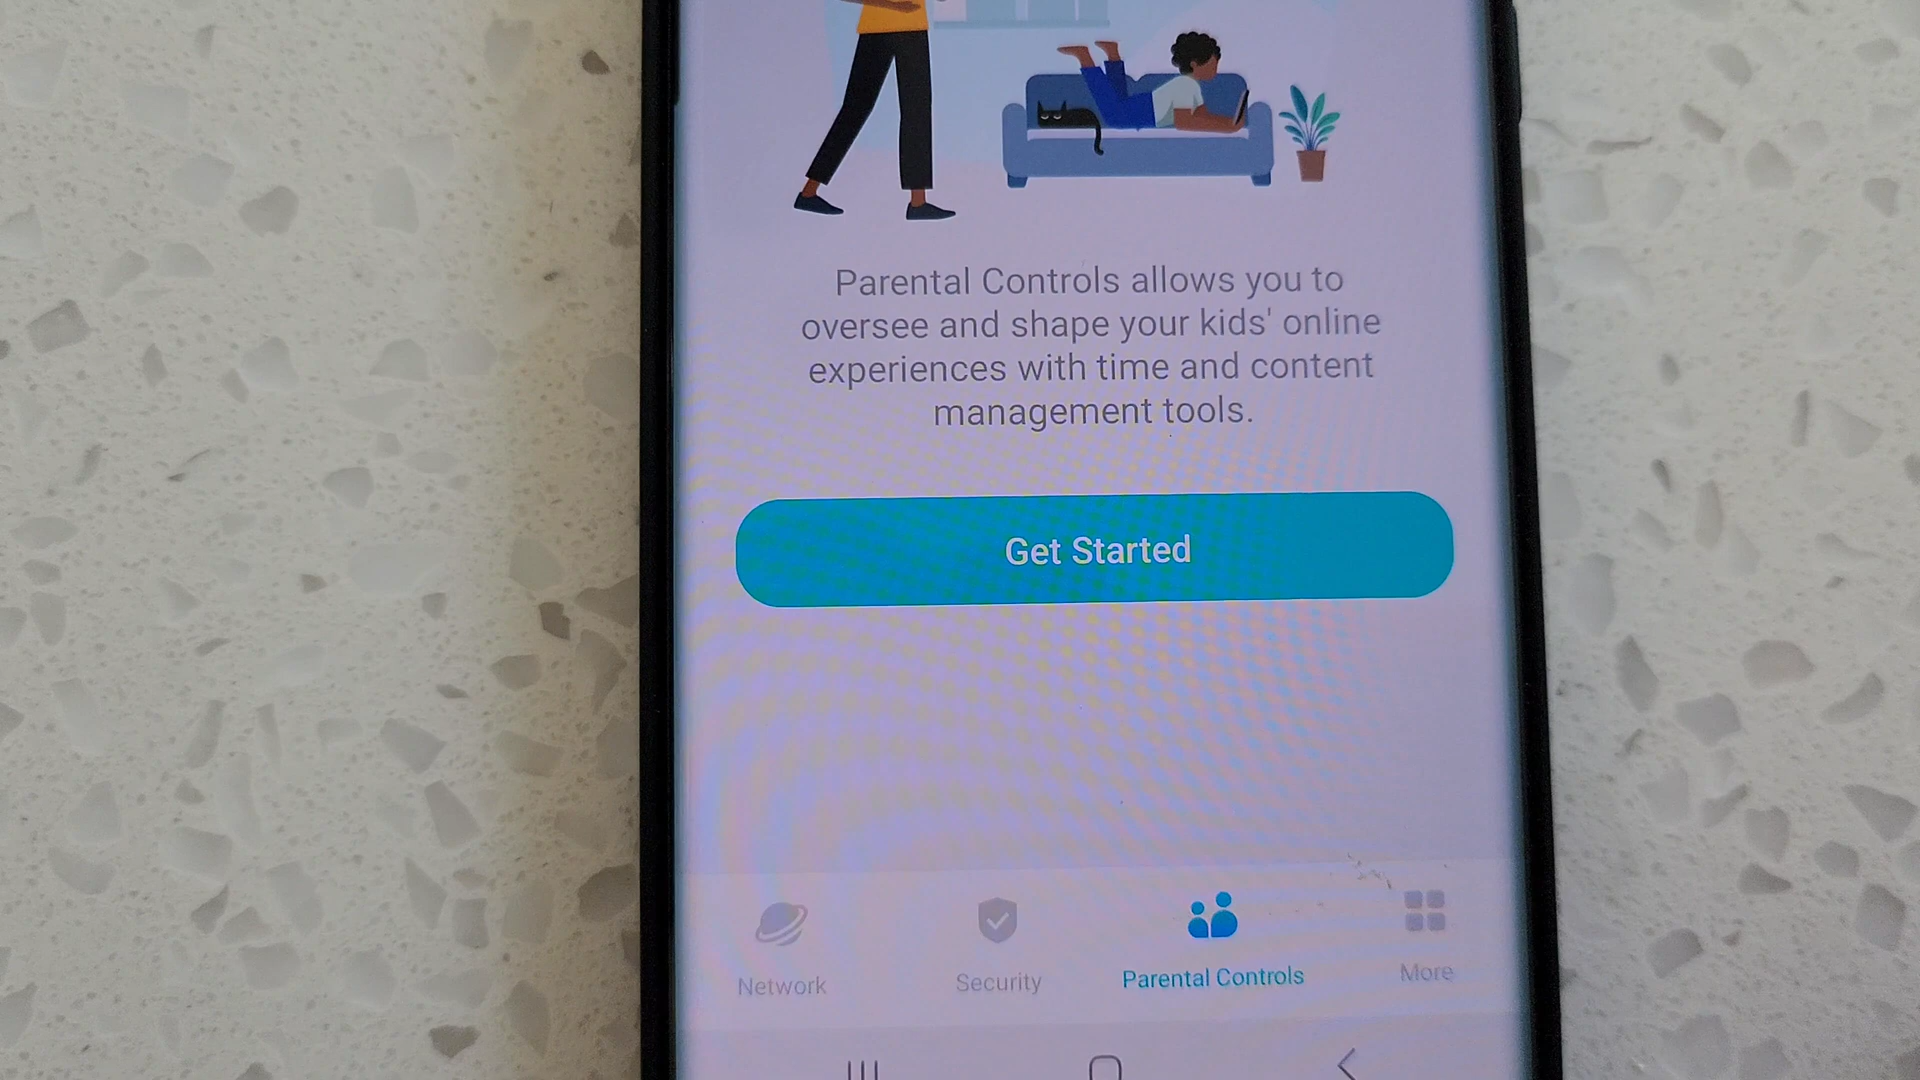 Parental Controls allows you to
oversee and shape your kids' online
experiences with time and content
management tools.
Get Started
Network
Security
Parental Controls
More